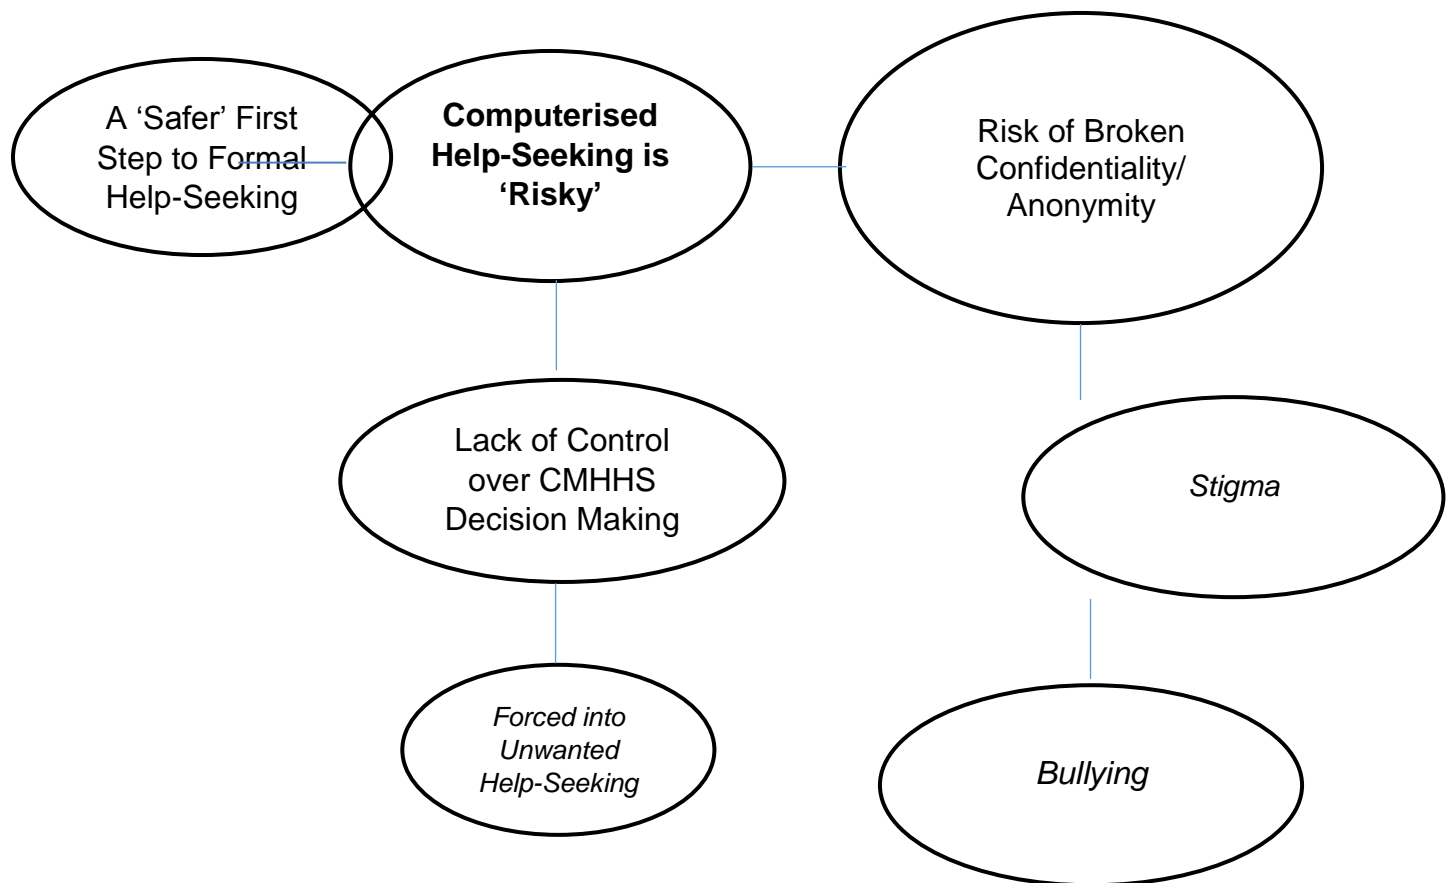 A ‘Safer’ First
Step to Formal
Help-Seeking
Computerised
Help-Seeking is
‘Risky’
Risk of Broken
Confidentiality/
Anonymity
Lack of Control
over CMHHS
Decision Making
Stigma
Forced into
Unwanted
Help-Seeking
Bullying